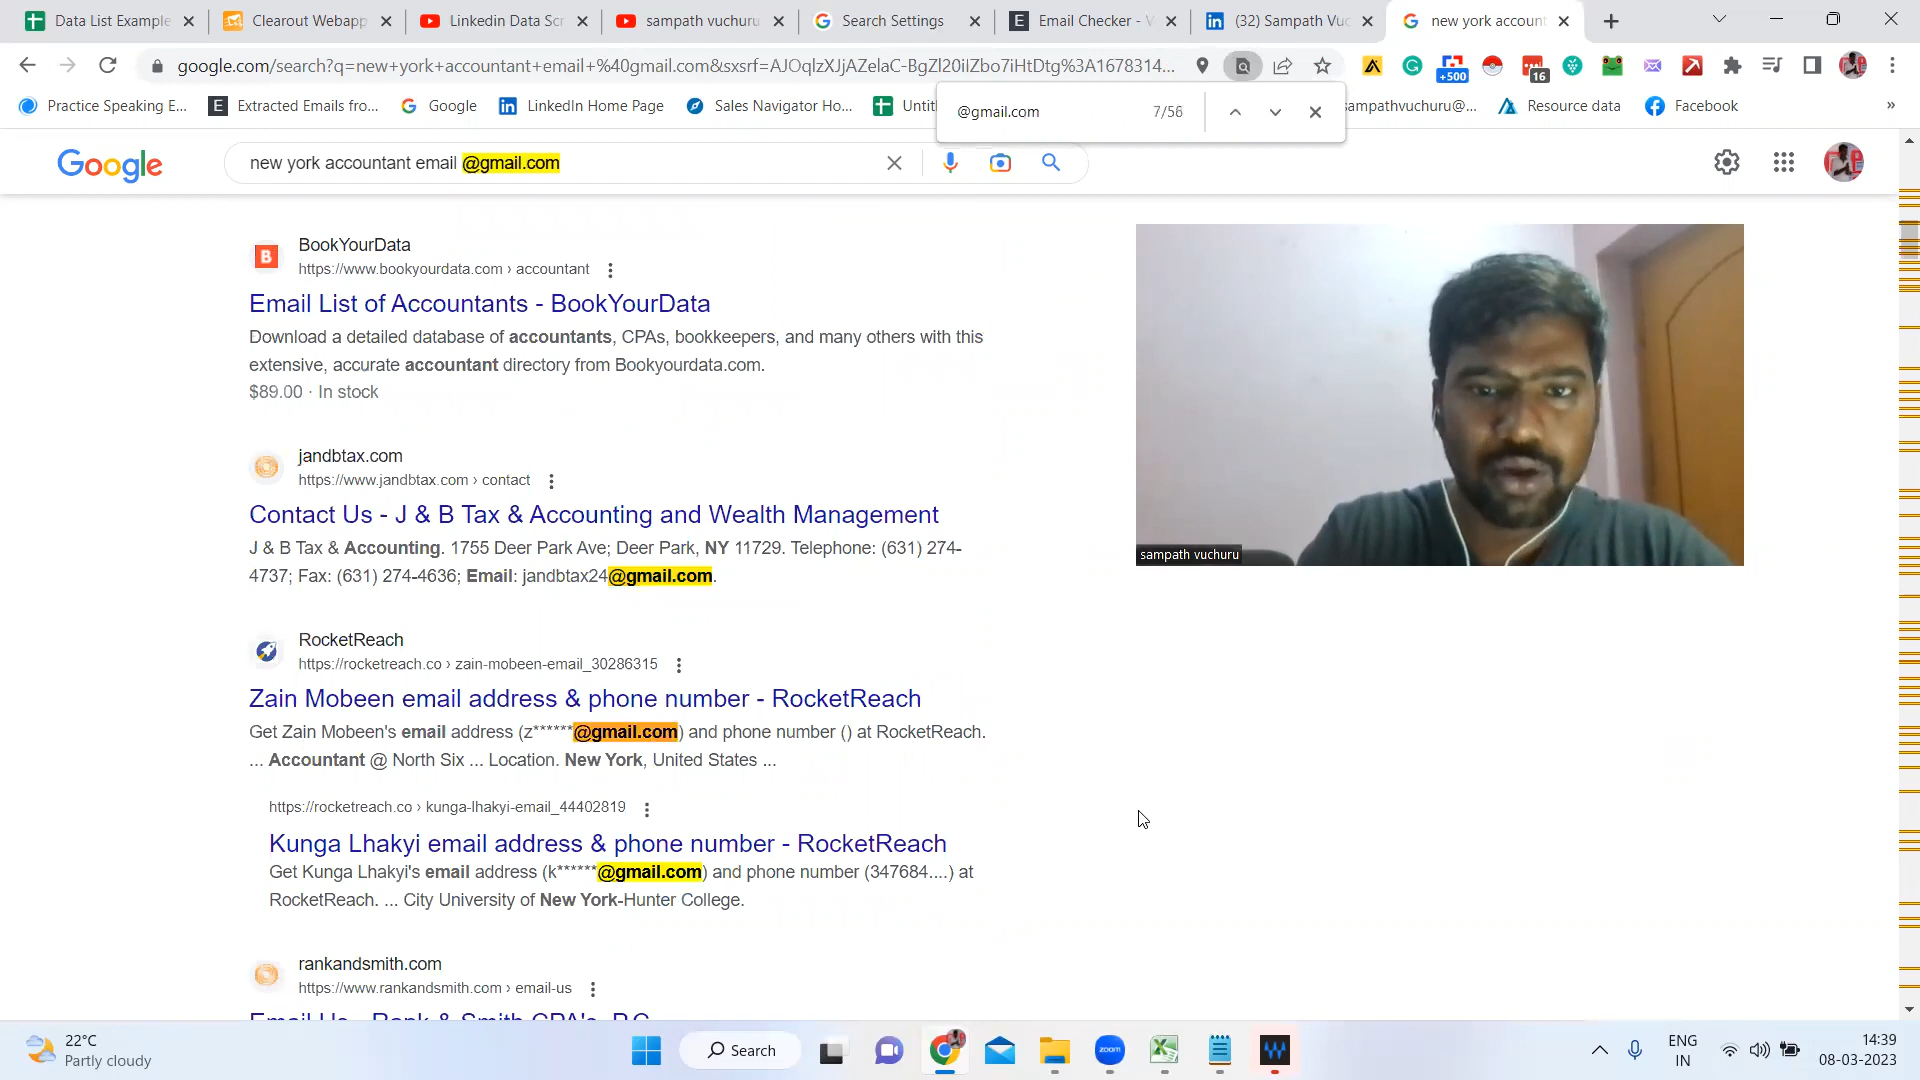 Data List Example
Clearout Webapp
Linkedin Data Scr
sampath vuchuru
Search Settings
Email Checker - V
(32) Sampath Vuc
new york account
google.com/search?q=new+york+accountant+email+%40gmail.com&sxsrf=AJOqlzXJjAZelaC-BgZl20iiZbo7iHtDtg%3A1678314...
+500
16
Practice Speaking E...
Extracted Emails fro...
Google
LinkedIn Home Page
Sales Navigator Ho...
Untit
sampathvuchuru@...
Resource data
Facebook
»
@gmail.com 7/56
Google
new york accountant email @gmail.com
BookYourData
https://www.bookyourdata.com › accountant
Email List of Accountants - BookYourData
Download a detailed database of accountants, CPAs, bookkeepers, and many others with this
extensive, accurate accountant directory from Bookyourdata.com.
$89.00 · In stock
jandbtax.com
https://www.jandbtax.com › contact
Contact Us - J & B Tax & Accounting and Wealth Management
J & B Tax & Accounting. 1755 Deer Park Ave; Deer Park, NY 11729. Telephone: (631) 274-
4737; Fax: (631) 274-4636; Email: jandbtax24@gmail.com.
RocketReach
https://rocketreach.co › zain-mobeen-email_30286315
Zain Mobeen email address & phone number - RocketReach
Get Zain Mobeen's email address (z******@gmail.com) and phone number () at RocketReach.
... Accountant @ North Six ... Location. New York, United States ...
https://rocketreach.co › kunga-lhakyi-email_44402819
Kunga Lhakyi email address & phone number - RocketReach
Get Kunga Lhakyi's email address (k******@gmail.com) and phone number (347684....) at
RocketReach. ... City University of New York-Hunter College.
rankandsmith.com
https://www.rankandsmith.com › email-us
Email Us - Rank & Smith CPA's, P.C.
sampath vuchuru
22°C
Partly cloudy
Search
zoom
ENG
IN
14:39
08-03-2023